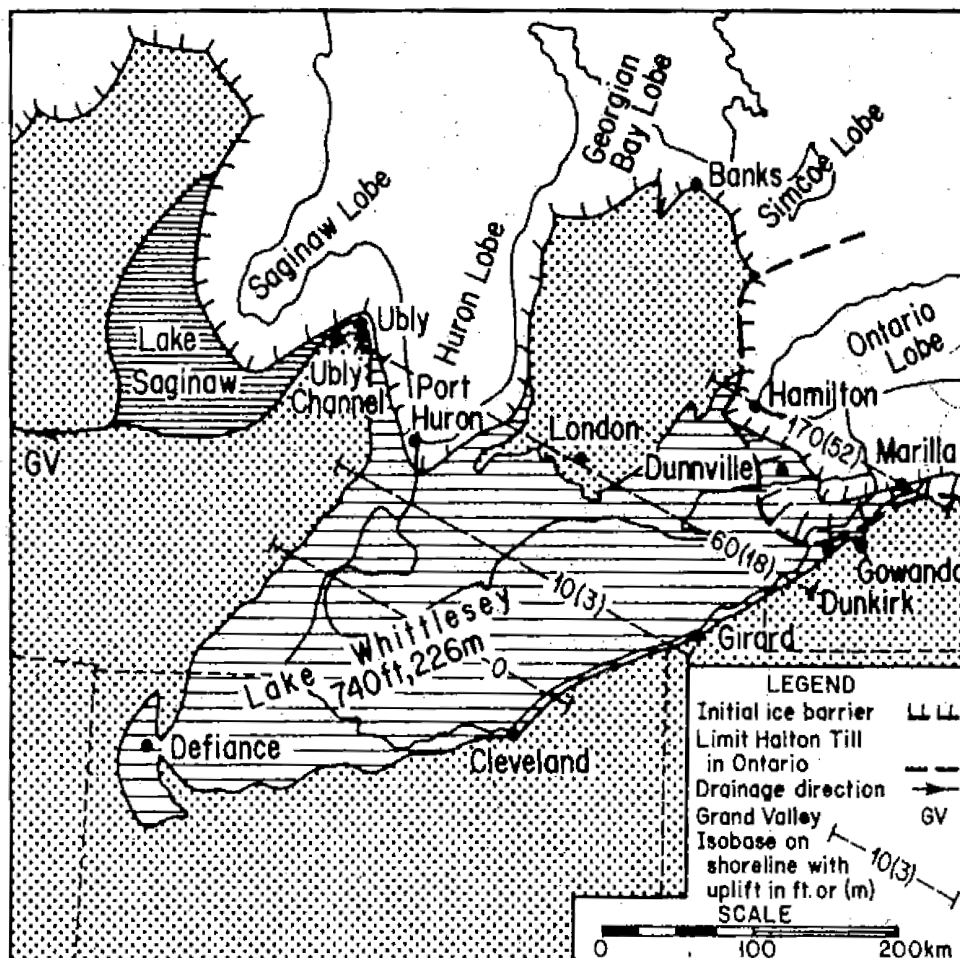 Georgian
Bay Lobe
Simcoe Lobe
Banks
Saginaw Lobe
Huron Lobe
Ontario
Lobe
Ubly
Lake
Saginaw
Ubly
Channel
Port
Huron
Hamilton
GV
London
170(52)
Dunnville
Marilla
60(18)
Gowanda
10(3)
Dunkirk
Lake Whittlesey
740ft, 226m
0
Girard
Defiance
Cleveland
LEGEND
Initial ice barrier
Limit Halton Till
in Ontario
Drainage direction
Grand Valley GV
Isobase on
shoreline with
uplift in ft. or (m)
10(3)
SCALE
0 100 200km